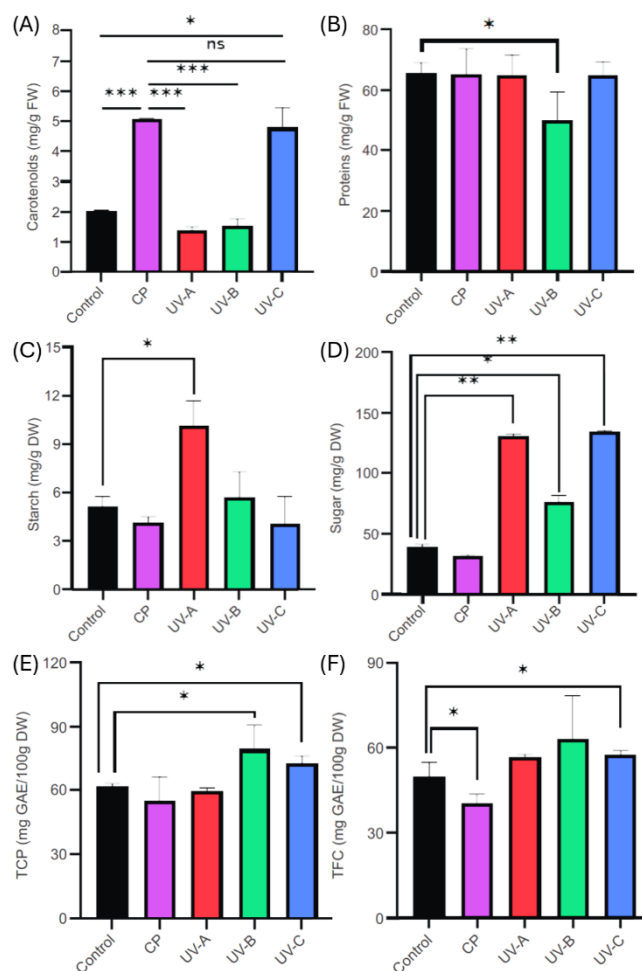 (A)
Carotenoids (mg/g FW)
8
7
6
5
4
3
2
1
0
✶
ns
✶✶✶
✶✶✶ ✶✶✶
Control CP UV-A UV-B UV-C
(B)
Proteins (mg/g FW)
80
60
40
20
0
✶
Control CP UV-A UV-B UV-C
(C)
Starch (mg/g DW)
15
12
9
6
3
0
✶
Control CP UV-A UV-B UV-C
(D)
Sugar (mg/g DW)
200
150
100
50
0
✶✶
✶
✶✶
Control CP UV-A UV-B UV-C
(E)
TCP (mg GAE/100g DW)
120
90
60
30
0
✶
✶
Control CP UV-A UV-B UV-C
(F)
TFC (mg GAE/100g DW)
90
60
30
0
✶
✶
Control CP UV-A UV-B UV-C